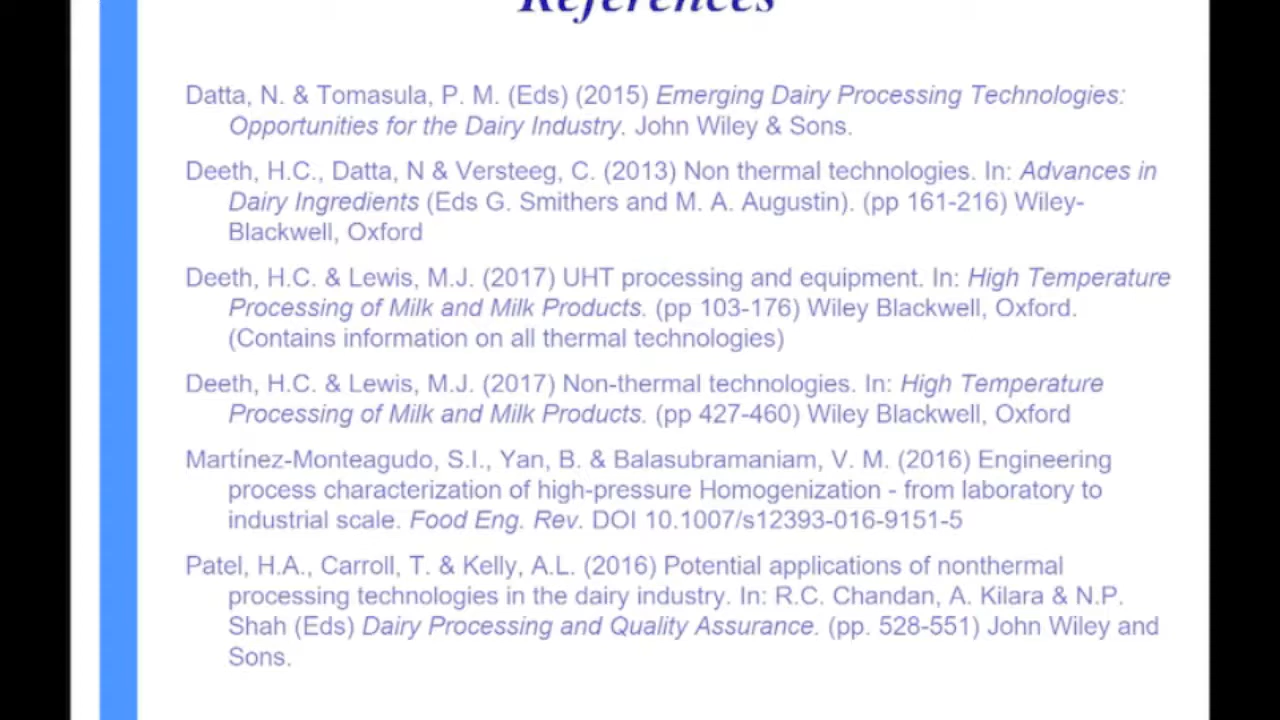 References
Datta, N. & Tomasula, P. M. (Eds) (2015) Emerging Dairy Processing Technologies:
Opportunities for the Dairy Industry. John Wiley & Sons.
Deeth, H.C., Datta, N & Versteeg, C. (2013) Non thermal technologies. In: Advances in
Dairy Ingredients (Eds G. Smithers and M. A. Augustin). (pp 161-216) Wiley-
Blackwell, Oxford
Deeth, H.C. & Lewis, M.J. (2017) UHT processing and equipment. In: High Temperature
Processing of Milk and Milk Products. (pp 103-176) Wiley Blackwell, Oxford.
(Contains information on all thermal technologies)
Deeth, H.C. & Lewis, M.J. (2017) Non-thermal technologies. In: High Temperature
Processing of Milk and Milk Products. (pp 427-460) Wiley Blackwell, Oxford
Martínez-Monteagudo, S.I., Yan, B. & Balasubramaniam, V. M. (2016) Engineering
process characterization of high-pressure Homogenization - from laboratory to
industrial scale. Food Eng. Rev. DOI 10.1007/s12393-016-9151-5
Patel, H.A., Carroll, T. & Kelly, A.L. (2016) Potential applications of nonthermal
processing technologies in the dairy industry. In: R.C. Chandan, A. Kilara & N.P.
Shah (Eds) Dairy Processing and Quality Assurance. (pp. 528-551) John Wiley and
Sons.